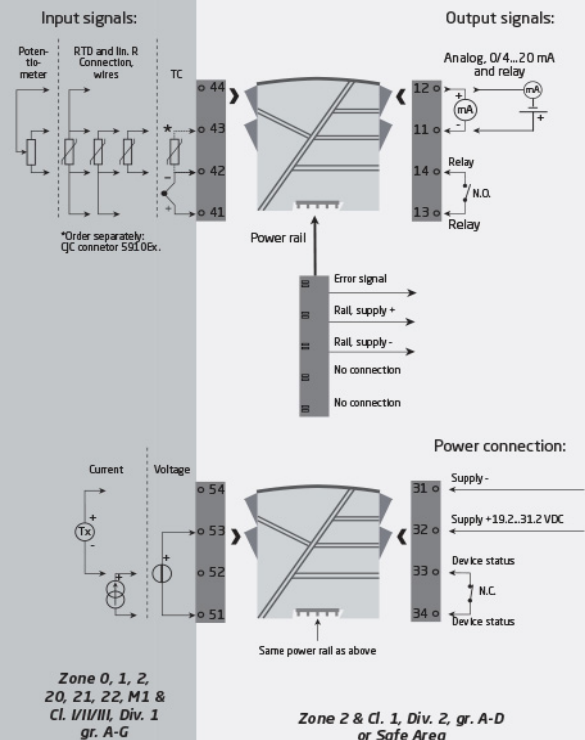 Input signals:
Output signals:
Poten-
tio-
meter
RTD and lin. R
Connection,
wires
TC
Analog, 0/4...20 mA
and relay
44
43
42
41
*
-
+
*Order separately:
CJC connetor 5910Ex.
12
11
14
13
+
mA
-
mA
+
Relay
N.O.
Relay
Power rail
Error signal
Rail, supply +
Rail, supply -
No connection
No connection
Power connection:
Current
Voltage
54
53
52
51
+
Tx
-
+
+
31
32
33
34
Supply -
Supply +19.2...31.2 VDC
Device status
N.C.
Device status
Same power rail as above
Zone 0, 1, 2,
20, 21, 22, M1 &
Cl. I/II/III, Div. 1
gr. A-G
Zone 2 & Cl. 1, Div. 2, gr. A-D
or Safe Area